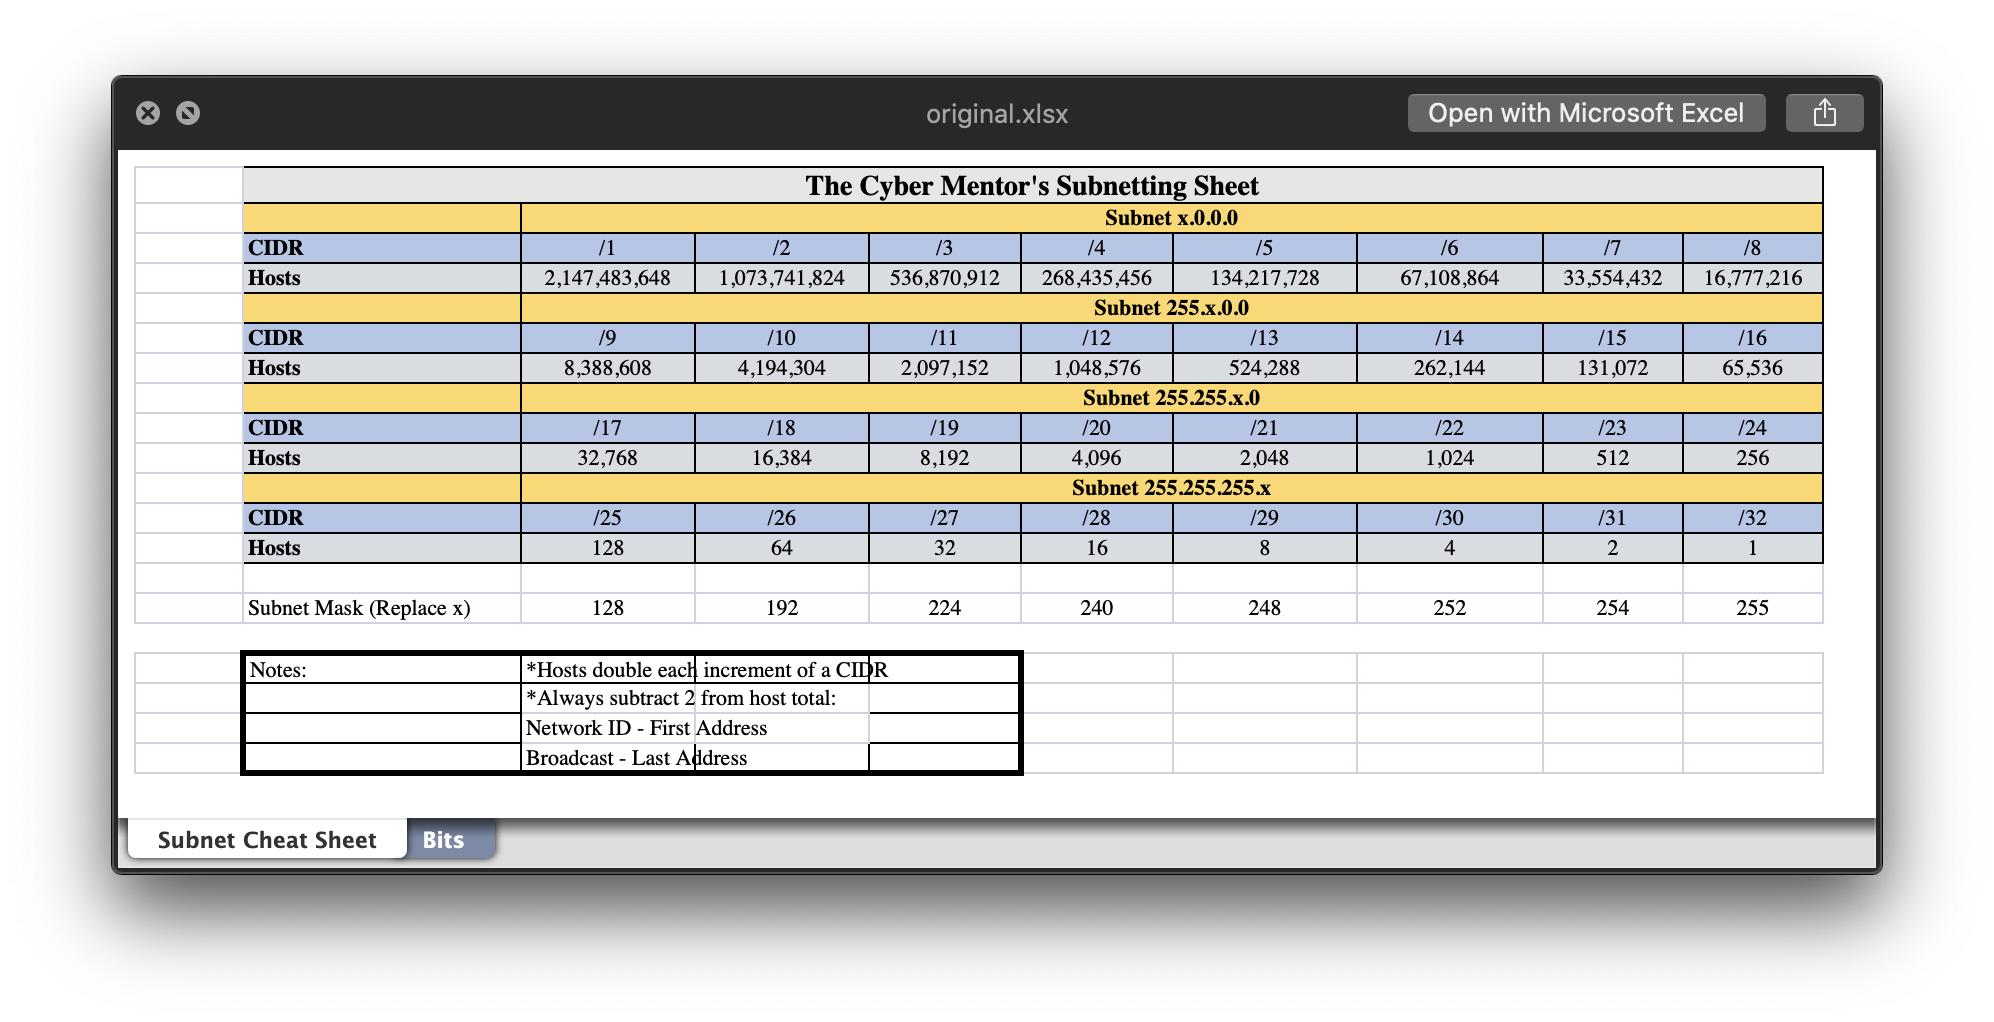 original.xlsx
Open with Microsoft Excel
The Cyber Mentor's Subnetting Sheet
Subnet x.0.0.0
CIDR /1 /2 /3 /4 /5 /6 /7 /8
Hosts 2,147,483,648 1,073,741,824 536,870,912 268,435,456 134,217,728 67,108,864 33,554,432 16,777,216
Subnet 255.x.0.0
CIDR /9 /10 /11 /12 /13 /14 /15 /16
Hosts 8,388,608 4,194,304 2,097,152 1,048,576 524,288 262,144 131,072 65,536
Subnet 255.255.x.0
CIDR /17 /18 /19 /20 /21 /22 /23 /24
Hosts 32,768 16,384 8,192 4,096 2,048 1,024 512 256
Subnet 255.255.255.x
CIDR /25 /26 /27 /28 /29 /30 /31 /32
Hosts 128 64 32 16 8 4 2 1
Subnet Mask (Replace x) 128 192 224 240 248 252 254 255
Notes: *Hosts double each increment of a CIDR
*Always subtract 2 from host total:
Network ID - First Address
Broadcast - Last Address
Subnet Cheat Sheet Bits